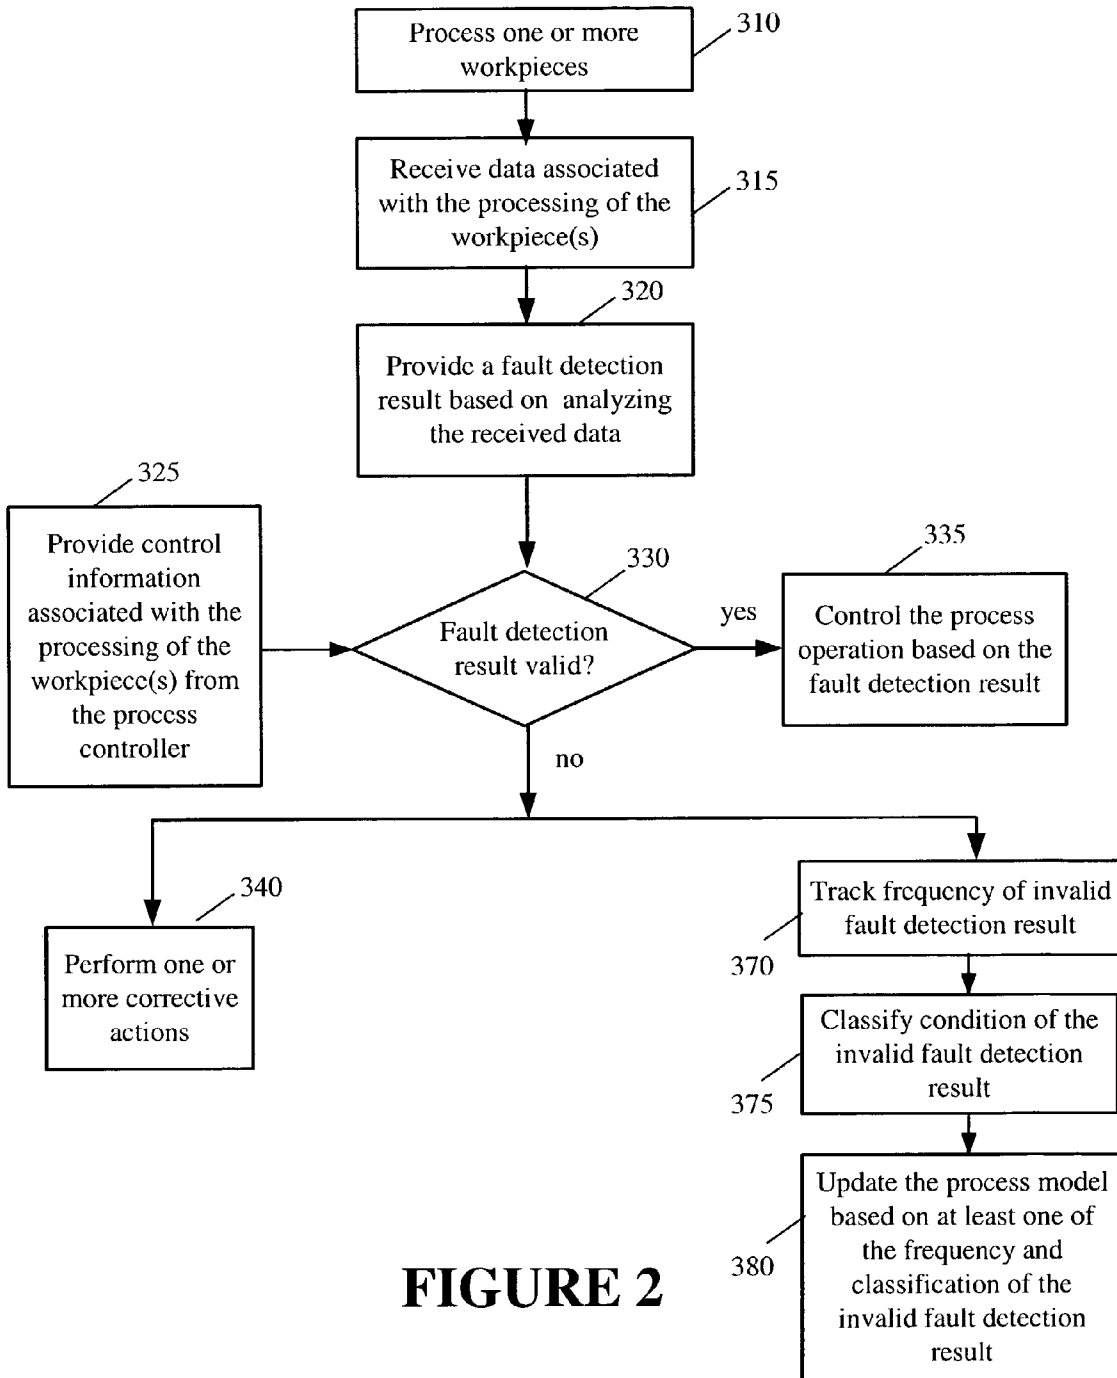 Process one or more
workpieces
310
Receive data associated
with the processing of the
workpiece(s)
315
320
Provide a fault detection
result based on analyzing
the received data
325
Provide control
information
associated with the
processing of the
workpiece(s) from
the process
controller
330
Fault detection
result valid?
yes
335
Control the process
operation based on the
fault detection result
no
340
Perform one or
more corrective
actions
Track frequency of invalid
fault detection result
370
Classify condition of the
invalid fault detection
result
375
Update the process model
based on at least one of
the frequency and
classification of the
invalid fault detection
result
380
FIGURE 2